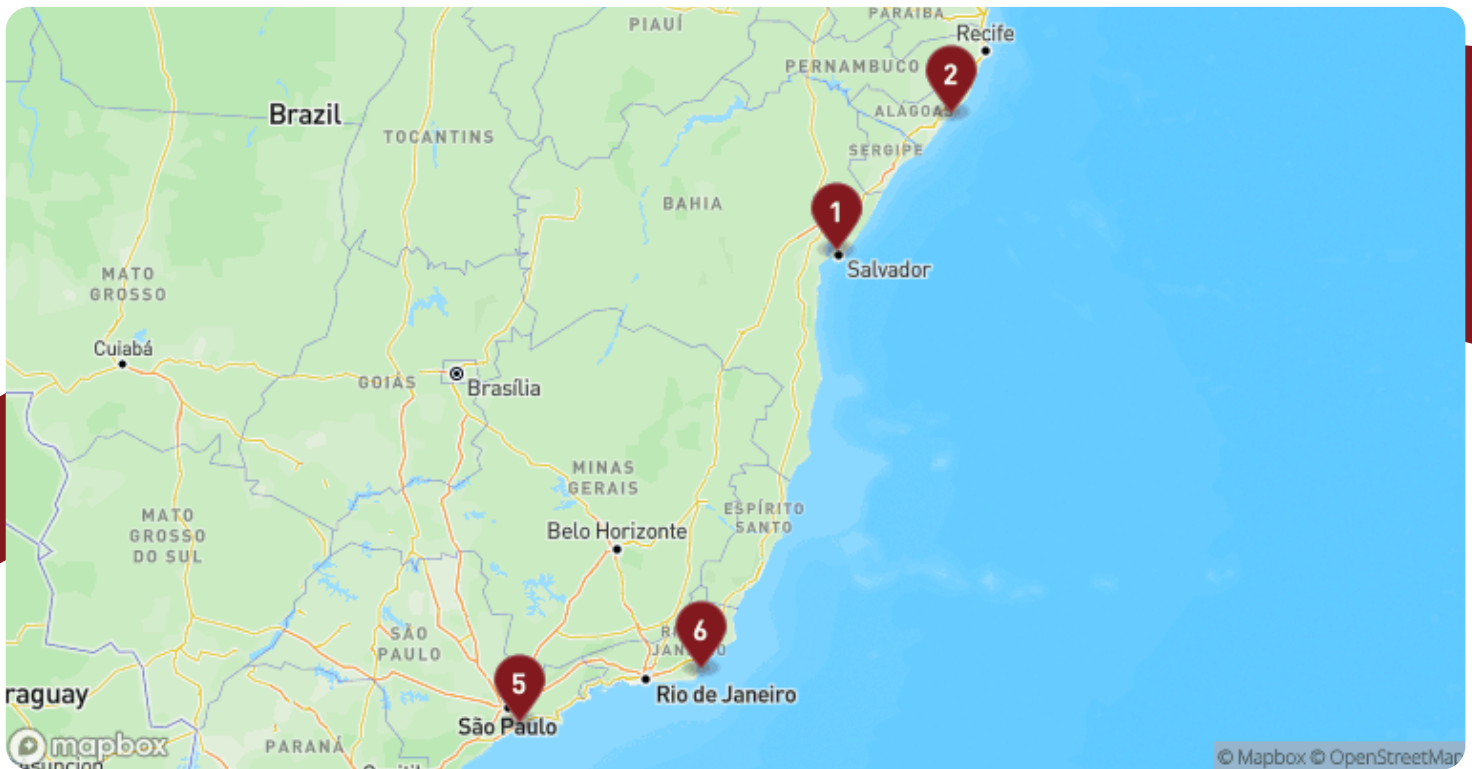 PARAÍBA
PIAUÍ
Recife
PERNAMBUCO
2
Brazil
ALAGOAS
TOCANTINS
SERGIPE
BAHIA
1
Salvador
MATO
GROSSO
Cuiabá
GOIÁS
Brasília
MINAS
GERAIS
ESPÍRITO
SANTO
MATO
GROSSO
DO SUL
Belo Horizonte
6
SÃO
PAULO
JANEIRO
5
Rio de Janeiro
raguay
São Paulo
PARANÁ
mapbox
© Mapbox © OpenStreetMap